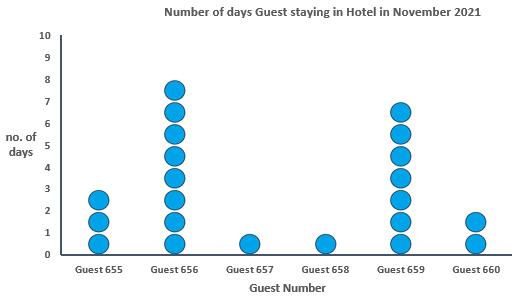 Number of days Guest staying in Hotel in November 2021
10
9
8
7
6
5
4
3
2
1
0
no. of
days
Guest 655 Guest 656 Guest 657 Guest 658 Guest 659 Guest 660
Guest Number